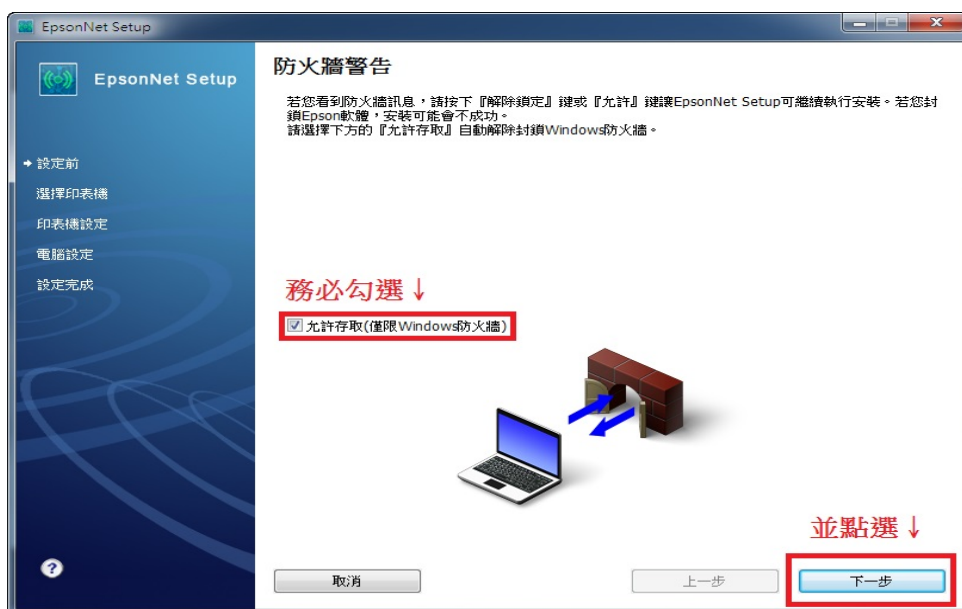 EpsonNet Setup
EpsonNet Setup
設定前
選擇印表機
印表機設定
電腦設定
設定完成
防火牆警告
若您看到防火牆訊息，請按下『解除鎖定』鍵或『允許』鍵讓EpsonNet Setup可繼續執行安裝。若您封
鎖Epson軟體，安裝可能會不成功。
請選擇下方的『允許存取』自動解除封鎖Windows防火牆。
務必勾選↓
允許存取(僅限Windows防火牆)
並點選↓
取消
上一步
下一步